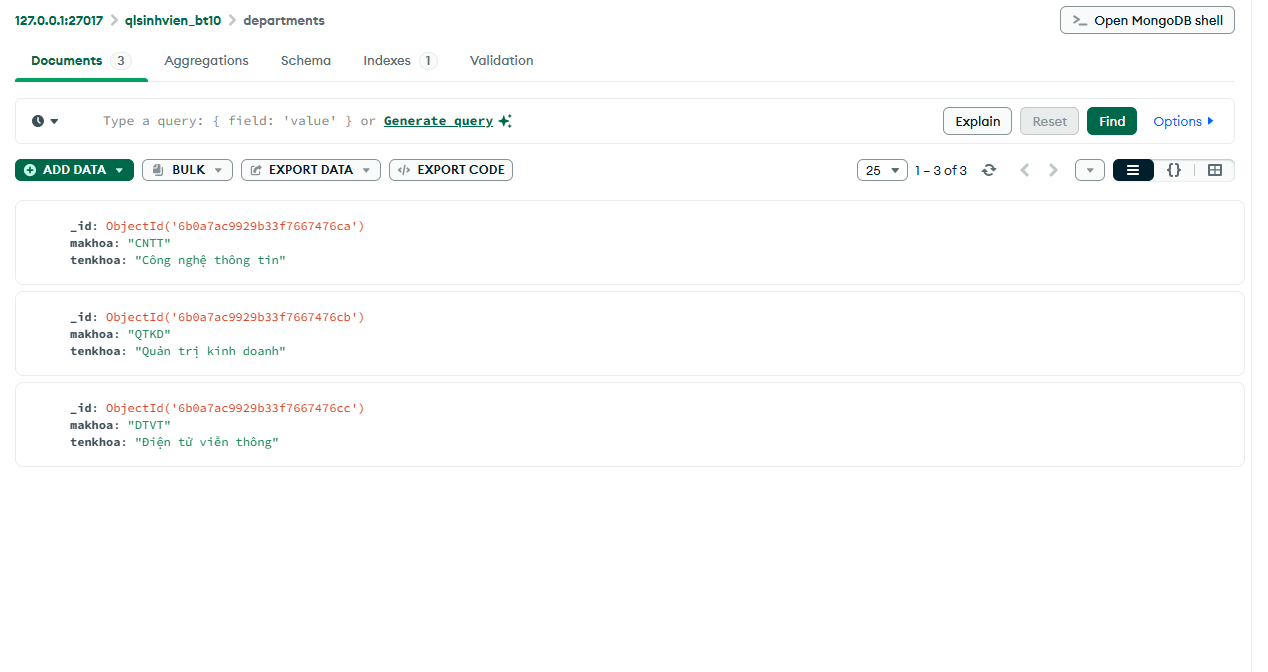 127.0.0.1:27017 > qlsinhvien_bt10 > departments
>_ Open MongoDB shell
Documents 3 Aggregations Schema Indexes 1 Validation
Type a query: { field: 'value' } or Generate query
Explain Reset Find Options
ADD DATA BULK EXPORT DATA </> EXPORT CODE
25 1 – 3 of 3 {}
_id: ObjectId('6b0a7ac9929b33f7667476ca')
makhoa: "CNTT"
tenkhoa: "Công nghệ thông tin"
_id: ObjectId('6b0a7ac9929b33f7667476cb')
makhoa: "QTKD"
tenkhoa: "Quản trị kinh doanh"
_id: ObjectId('6b0a7ac9929b33f7667476cc')
makhoa: "DTVT"
tenkhoa: "Điện tử viễn thông"